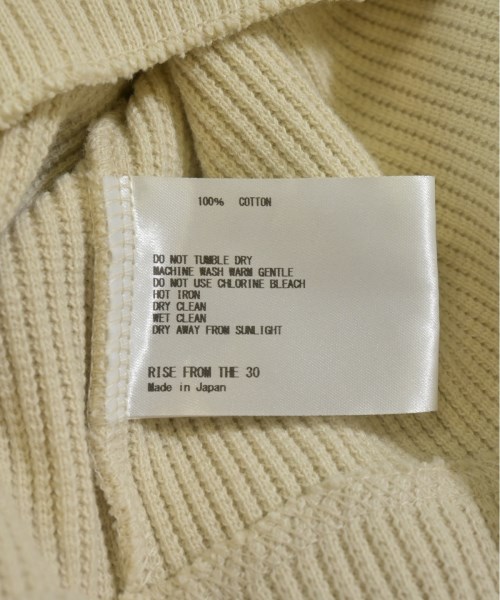 100% COTTON
DO NOT TUMBLE DRY
MACHINE WASH WARM GENTLE
DO NOT USE CHLORINE BLEACH
HOT IRON
DRY CLEAN
WET CLEAN
DRY AWAY FROM SUNLIGHT
RISE FROM THE 30
Made in Japan